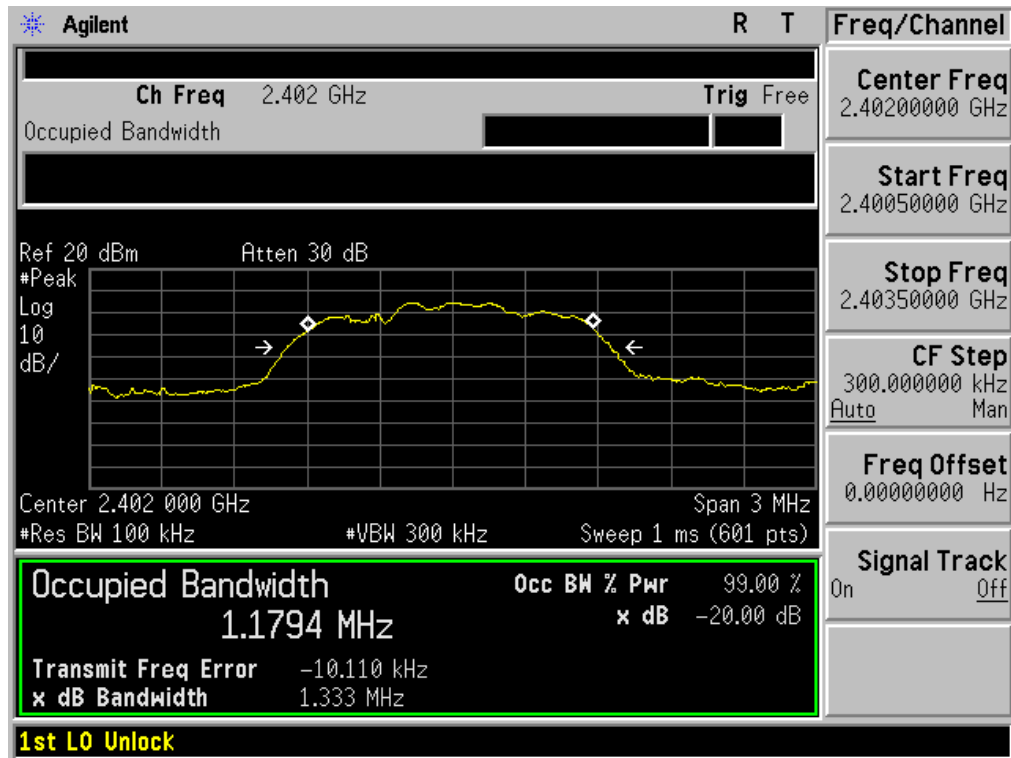 Agilent R T
Freq/Channel
Ch Freq 2.402 GHz Trig Free
Occupied Bandwidth
Center Freq
2.40200000 GHz
Start Freq
2.40050000 GHz
Stop Freq
2.40350000 GHz
CF Step
300.000000 kHz
Auto Man
Freq Offset
0.00000000 Hz
Signal Track
On Off
Ref 20 dBm Atten 30 dB
#Peak
Log
10
dB/
Center 2.402 000 GHz Span 3 MHz
#Res BW 100 kHz #VBW 300 kHz Sweep 1 ms (601 pts)
Occupied Bandwidth
1.1794 MHz
Occ BW % Pwr 99.00 %
x dB -20.00 dB
Transmit Freq Error -10.110 kHz
x dB Bandwidth 1.333 MHz
1st LO Unlock